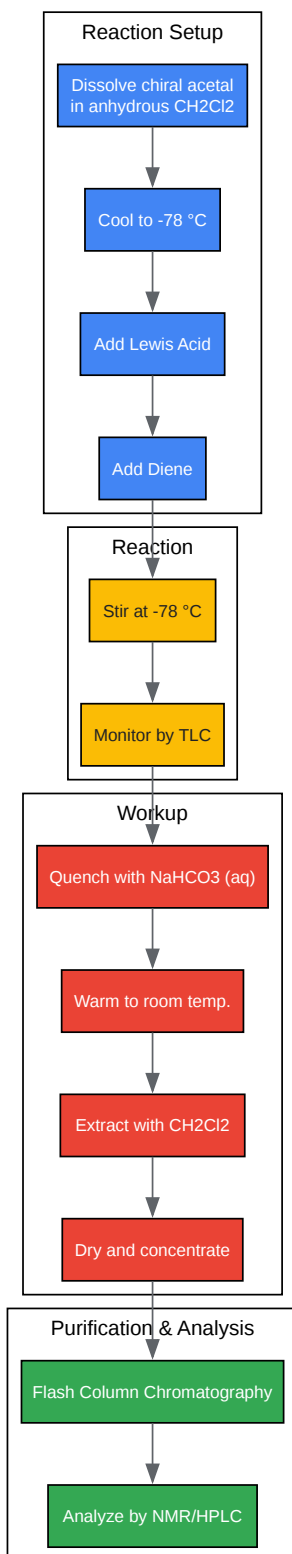 Reaction Setup
Dissolve chiral acetal
in anhydrous CH2Cl2
Cool to -78 °C
Add Lewis Acid
Add Diene
Reaction
Stir at -78 °C
Monitor by TLC
Workup
Quench with NaHCO3 (aq)
Warm to room temp.
Extract with CH2Cl2
Dry and concentrate
Purification & Analysis
Flash Column Chromatography
Analyze by NMR/HPLC